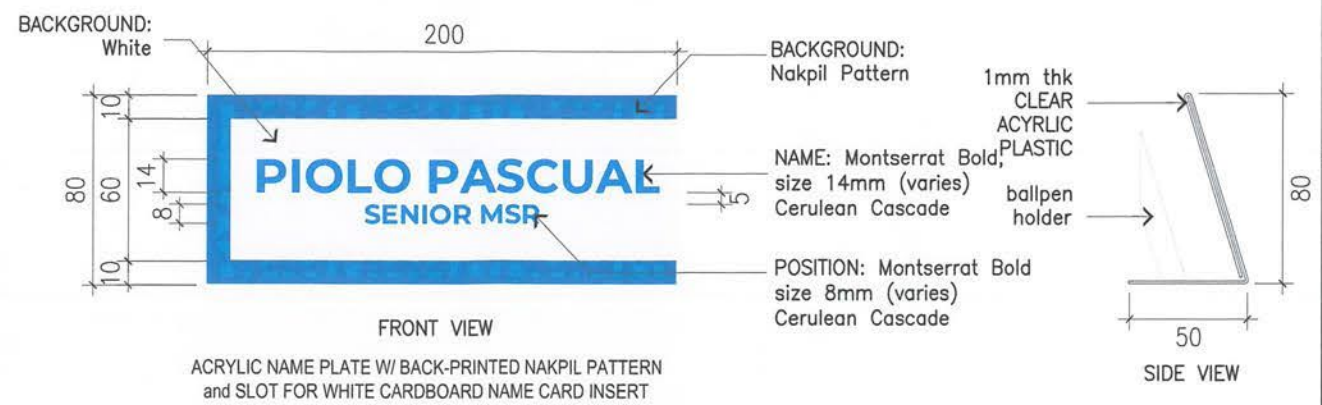 BACKGROUND:
White
200
BACKGROUND:
Nakpil Pattern
10
80
60
14
8
10
PIOLO PASCUAL
SENIOR MSR
5
NAME: Montserrat Bold,
size 14mm (varies)
Cerulean Cascade
POSITION: Montserrat Bold
size 8mm (varies)
Cerulean Cascade
FRONT VIEW
ACRYLIC NAME PLATE W/ BACK-PRINTED NAKPIL PATTERN
and SLOT FOR WHITE CARDBOARD NAME CARD INSERT
1mm thk
CLEAR
ACYRLIC
PLASTIC
ballpen
holder
80
50
SIDE VIEW